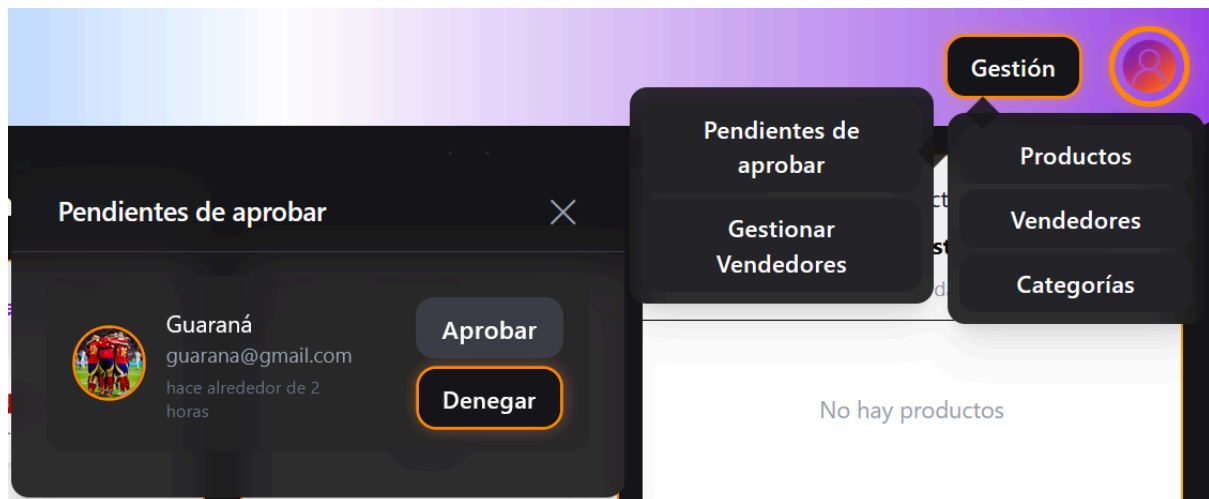 Gestión
Pendientes de
aprobar
Gestionar
Vendedores
Productos
Vendedores
Categorías
Pendientes de aprobar
Guaraná
guarana@gmail.com
hace alrededor de 2
horas
Aprobar
Denegar
No hay productos